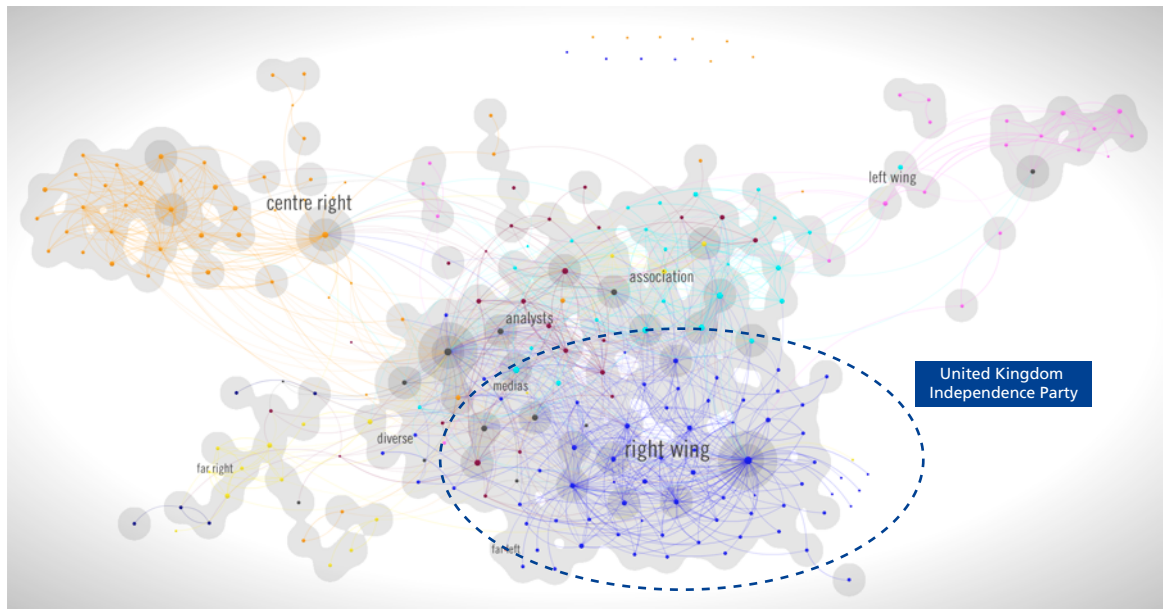 left wing
centre right
association
analysts
United Kingdom
Independence Party
medias
diverse
right wing
far right
far left